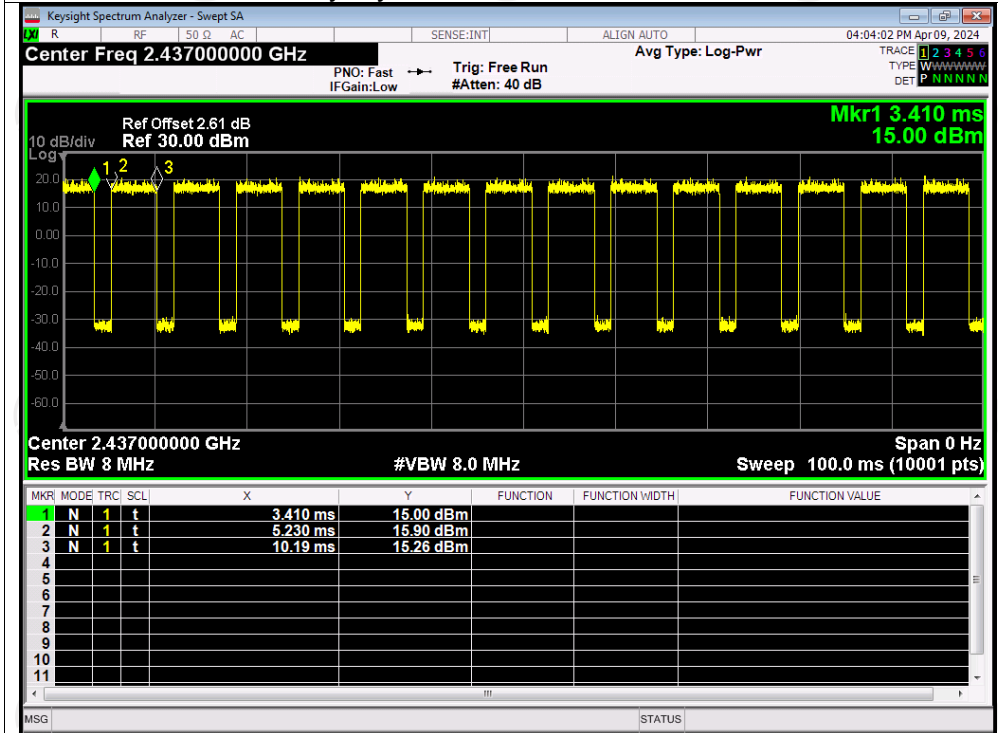 Keysight Spectrum Analyzer - Swept SA
LXI R RF 50 Ω AC SENSE:INT ALIGN AUTO 04:04:02 PM Apr 09, 2024
Center Freq 2.437000000 GHz Avg Type: Log-Pwr TRACE 1 2 3 4 5 6
PNO: Fast Trig: Free Run TYPE WWWWWW
IFGain:Low #Atten: 40 dB DET P N N N N N
Mkr1 3.410 ms
Ref Offset 2.61 dB
10 dB/div Ref 30.00 dBm 15.00 dBm
Log
1 2 3
20.0
10.0
0.00
-10.0
-20.0
-30.0
-40.0
-50.0
-60.0
Center 2.437000000 GHz Span 0 Hz
Res BW 8 MHz #VBW 8.0 MHz Sweep 100.0 ms (10001 pts)
MKR MODE TRC SCL X Y FUNCTION FUNCTION WIDTH FUNCTION VALUE
1 N 1 t 3.410 ms 15.00 dBm
2 N 1 t 5.230 ms 15.90 dBm
3 N 1 t 10.19 ms 15.26 dBm
4
5
6
7
8
9
10
11
MSG STATUS